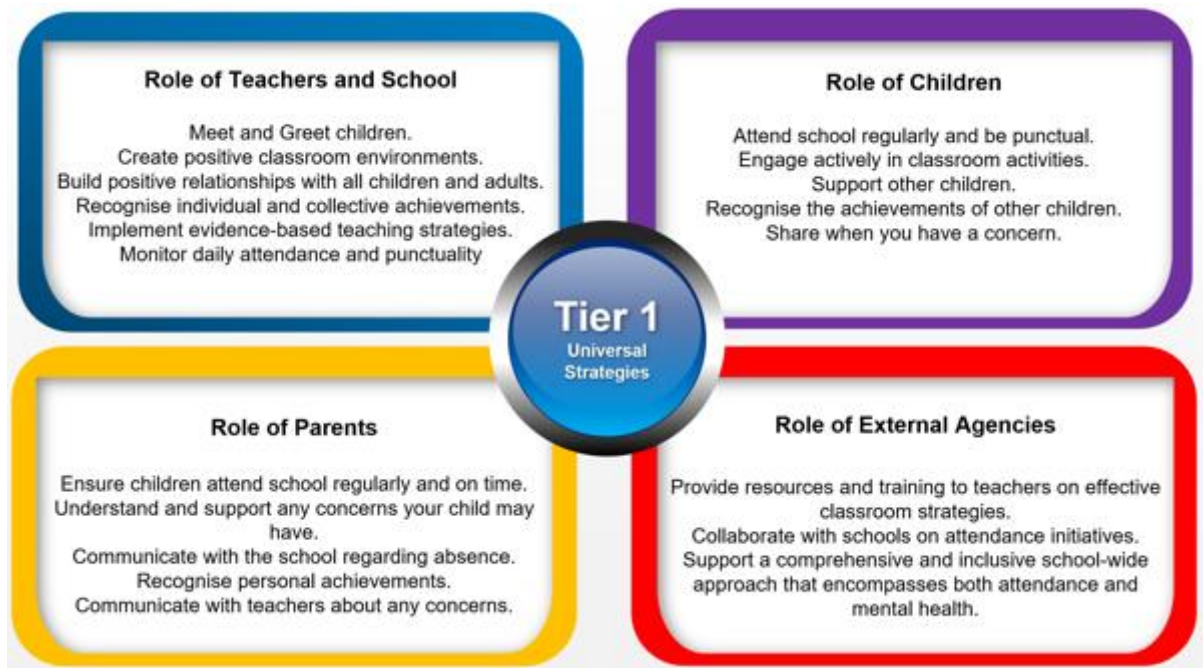 Role of Teachers and School
Meet and Greet children.
Create positive classroom environments.
Build positive relationships with all children and adults.
Recognise individual and collective achievements.
Implement evidence-based teaching strategies.
Monitor daily attendance and punctuality
Role of Children
Attend school regularly and be punctual.
Engage actively in classroom activities.
Support other children.
Recognise the achievements of other children.
Share when you have a concern.
Tier 1
Universal
Strategies
Role of Parents
Ensure children attend school regularly and on time.
Understand and support any concerns your child may
have.
Communicate with the school regarding absence.
Recognise personal achievements.
Communicate with teachers about any concerns.
Role of External Agencies
Provide resources and training to teachers on effective
classroom strategies.
Collaborate with schools on attendance initiatives.
Support a comprehensive and inclusive school-wide
approach that encompasses both attendance and
mental health.